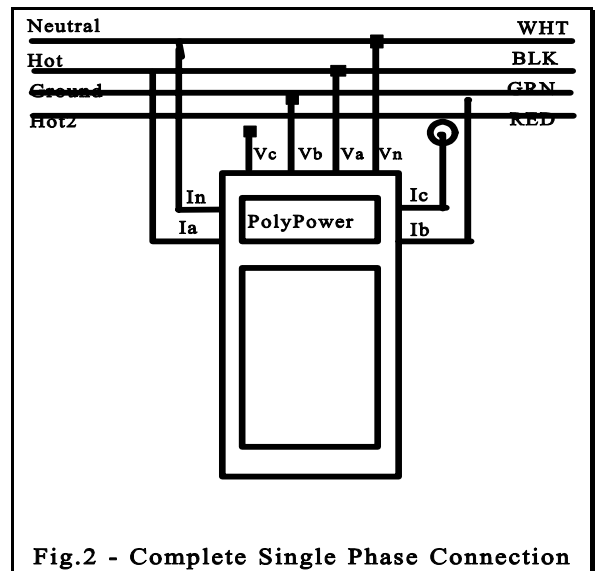 Neutral WHT
Hot BLK
Ground GRN
Hot2 RED
Vc Vb Va Vn
In Ic
Ia PolyPower Ib
Fig.2 - Complete Single Phase Connection